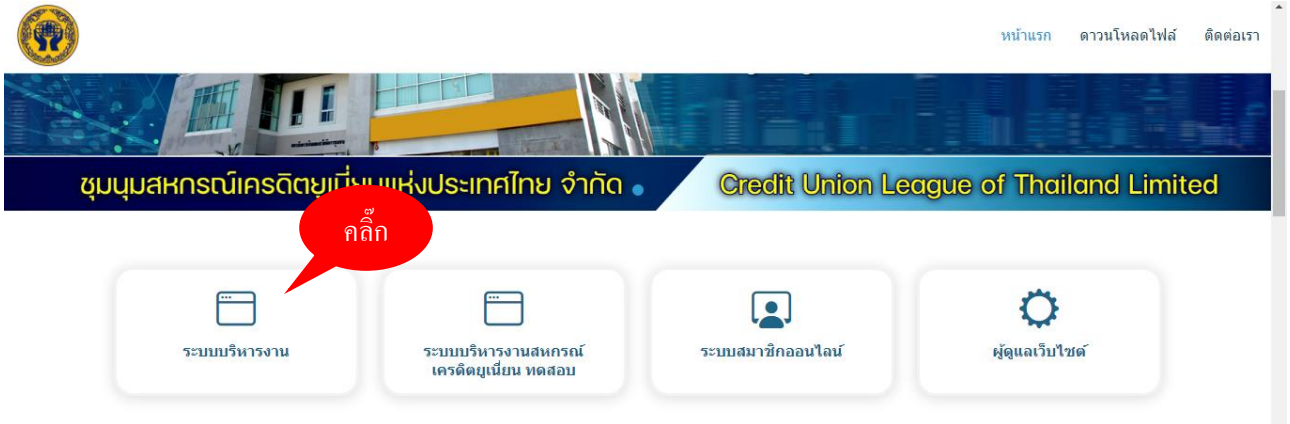 หน้าแรก ดาวนโหลดไฟล์ ติดต่อเรา
ชุมนุมสหกรณ์เครดิตยูเนี่ยนแห่งประเทศไทย จำกัด • Credit Union League of Thailand Limited
คลิ๊ก
ระบบบริหารงาน
ระบบบริหารงานสหกรณ์
เครดิตยูเนี่ยน ทดสอบ
ระบบสมาชิกออนไลน์
ผู้ดูแลเว็บไซต์